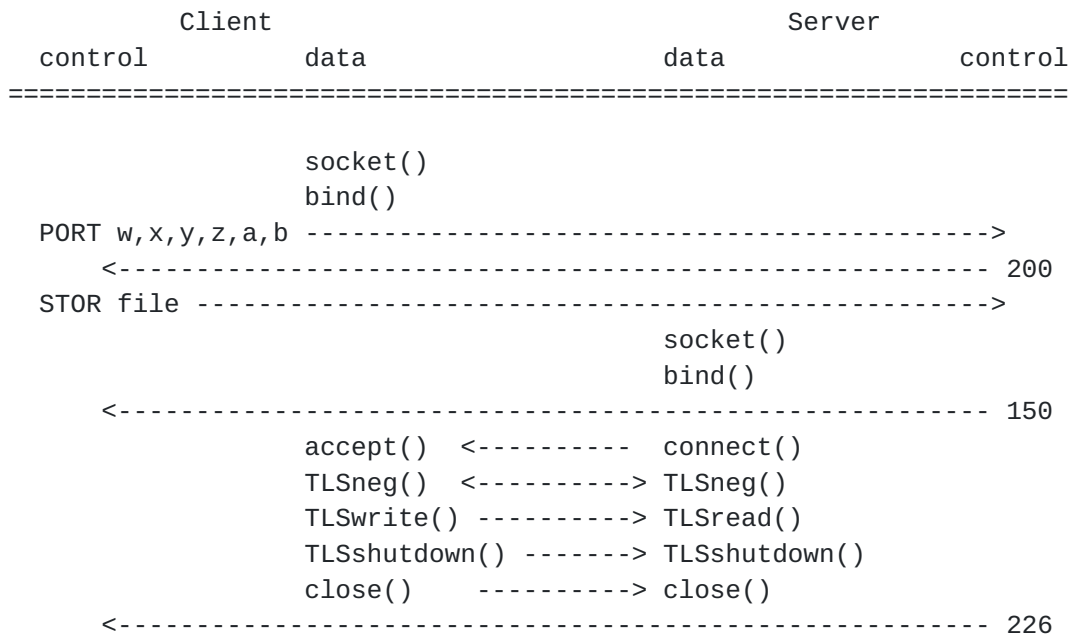 Client Server
control data data control
======================================================================
socket()
bind()
PORT w,x,y,z,a,b -------------------------------------------->
<-------------------------------------------------------- 200
STOR file --------------------------------------------------->
socket()
bind()
<-------------------------------------------------------- 150
accept() <---------- connect()
TLSneg() <----------> TLSneg()
TLSwrite() ----------> TLSread()
TLSshutdown() -------> TLSshutdown()
close() ----------> close()
<-------------------------------------------------------- 226